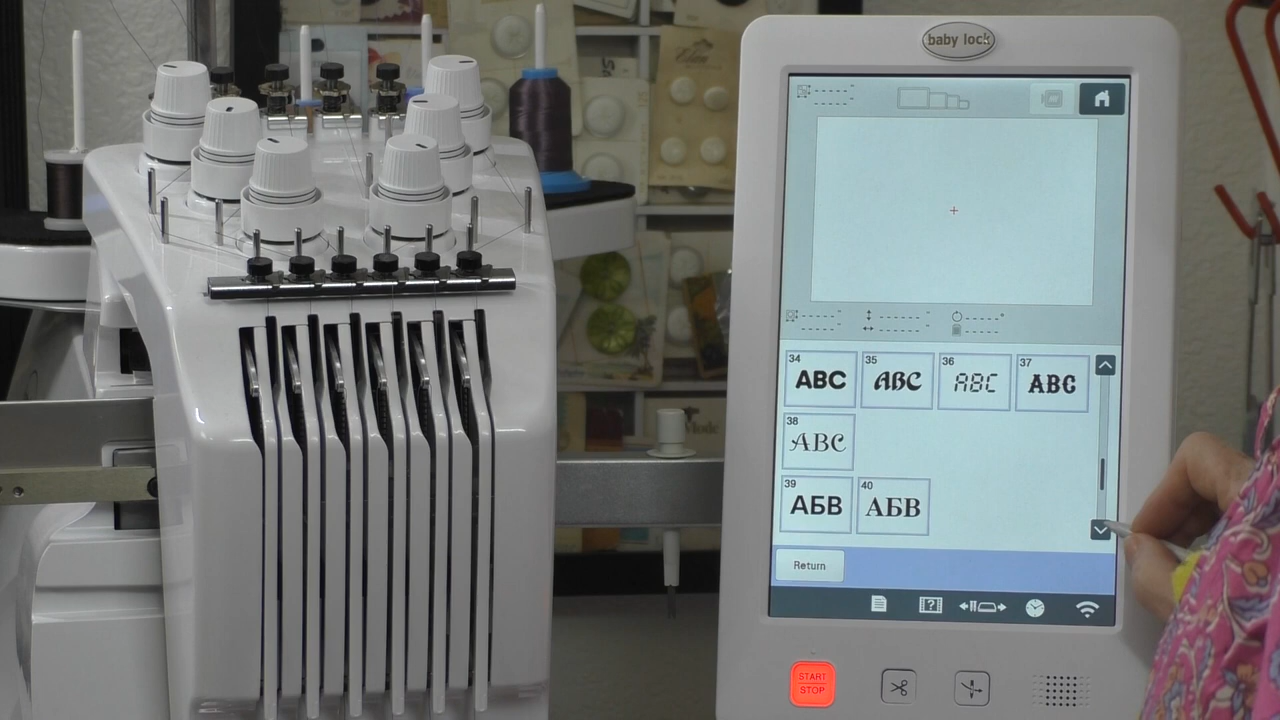 baby lock
34 35 36 37
ABC ABC ABC ABC
38
ABC
39 40
АБВ АБВ
Return
START
STOP